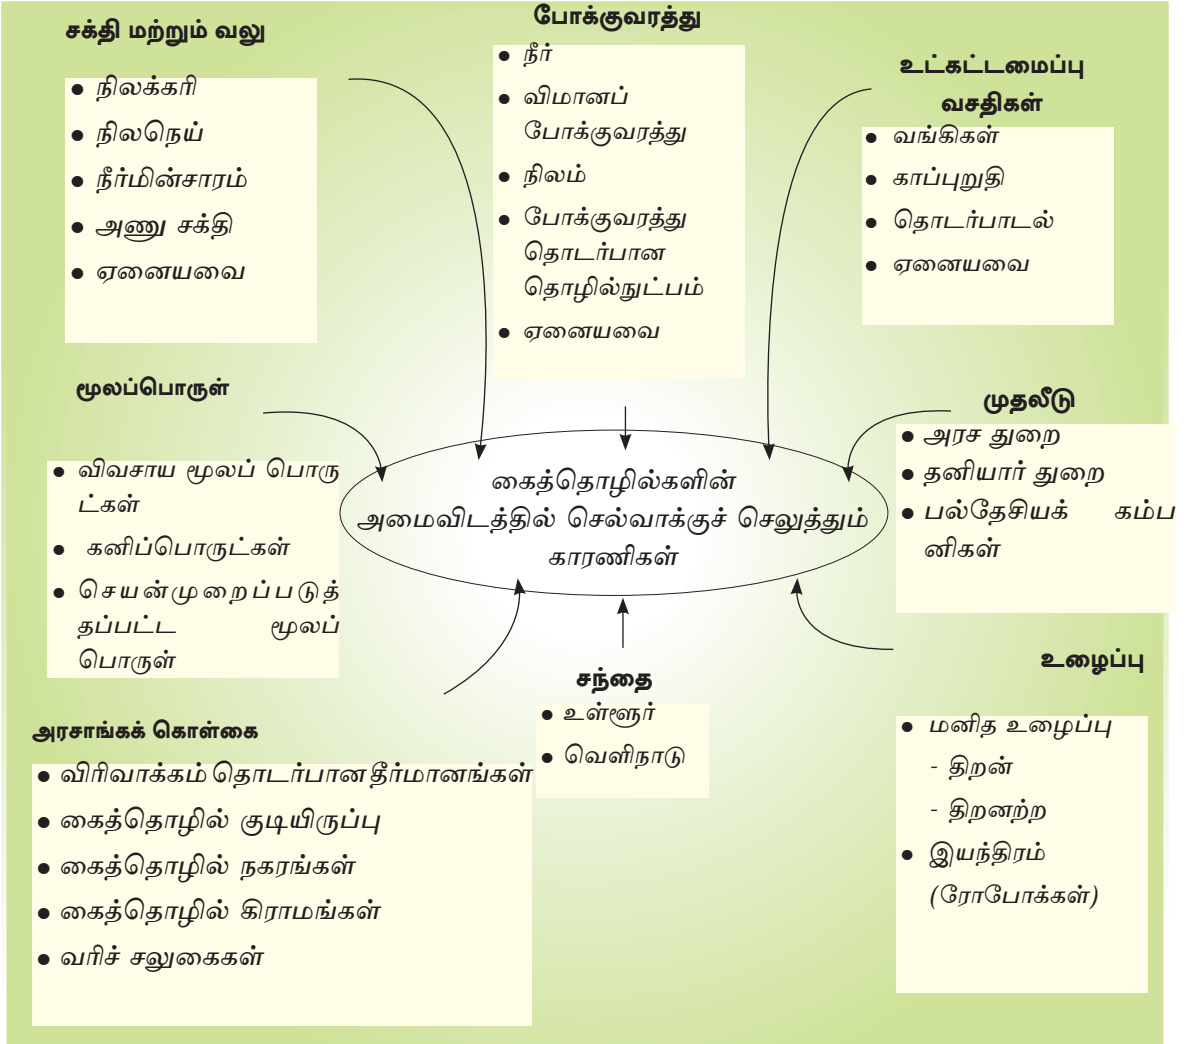 சக்தி மற்றும் வலு
● நிலக்கரி
● நிலநெய்
● நீர்மின்சாரம்
● அணு சக்தி
● ஏனையவை
போக்குவரத்து
● நீர்
● விமானப்
போக்குவரத்து
● நிலம்
● போக்குவரத்து
தொடர்பான
தொழில்நுட்பம்
● ஏனையவை
உட்கட்டமைப்பு
வசதிகள்
● வங்கிகள்
● காப்புறுதி
● தொடர்பாடல்
● ஏனையவை
மூலப்பொருள்
● விவசாய மூலப் பொரு
ட்கள்
● கனிப்பொருட்கள்
● செயன்முறைப்படுத்
தப்பட்ட மூலப்
பொருள்
கைத்தொழில்களின்
அமைவிடத்தில் செல்வாக்குச் செலுத்தும்
காரணிகள்
முதலீடு
● அரச துறை
● தனியார் துறை
● பல்தேசியக் கம்ப
னிகள்
அரசாங்கக் கொள்கை
● விரிவாக்கம் தொடர்பான தீர்மானங்கள்
● கைத்தொழில் குடியிருப்பு
● கைத்தொழில் நகரங்கள்
● கைத்தொழில் கிராமங்கள்
● வரிச் சலுகைகள்
சந்தை
● உள்ளூர்
● வெளிநாடு
உழைப்பு
● மனித உழைப்பு
- திறன்
- திறனற்ற
● இயந்திரம்
(ரோபோக்கள்)